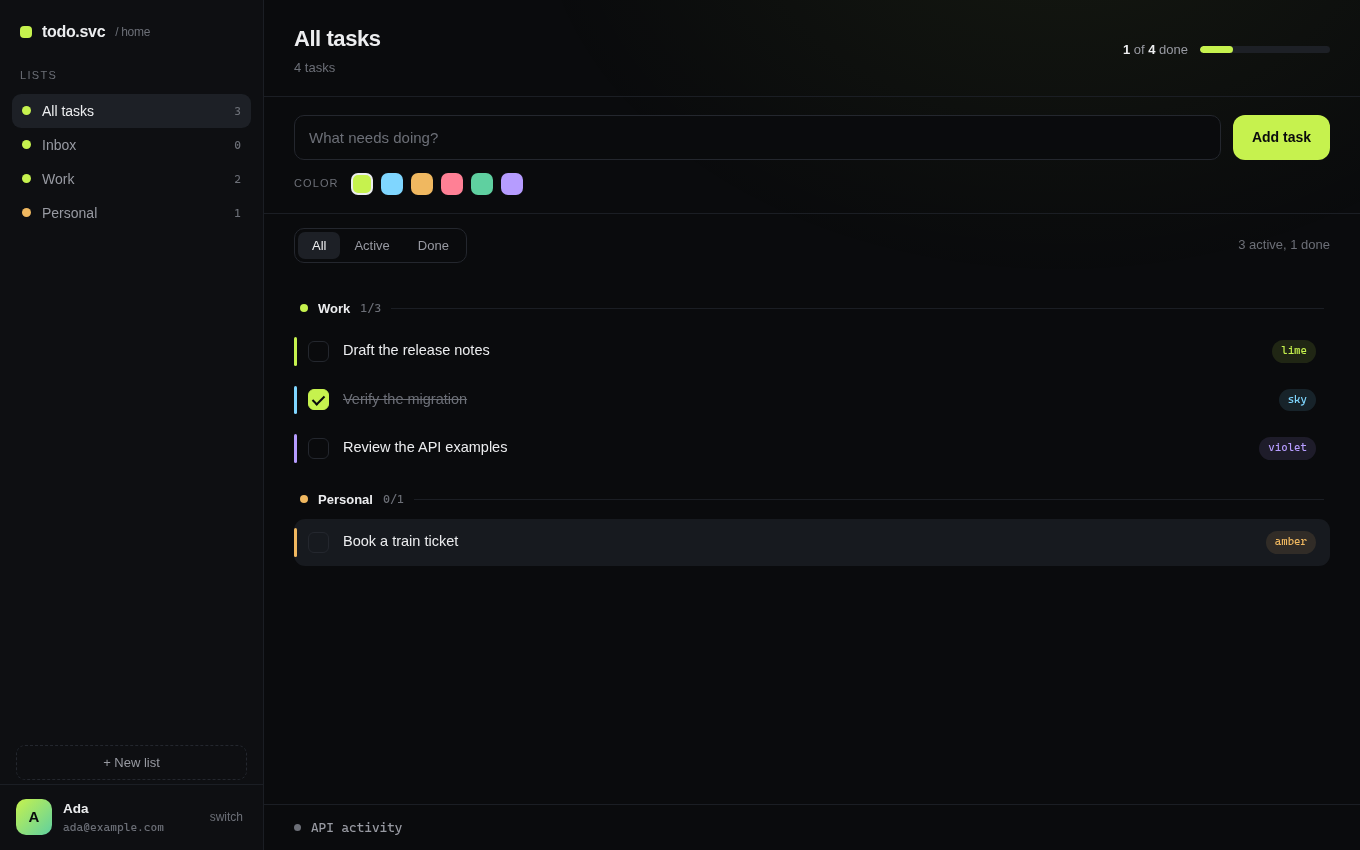 todo.svc / home
LISTS
All tasks 3
Inbox 0
Work 2
Personal 1
+ New list
A
Ada
ada@example.com
switch
All tasks
4 tasks
1 of 4 done
What needs doing?
Add task
COLOR
All Active Done
3 active, 1 done
Work 1/3
Draft the release notes lime
Verify the migration sky
Review the API examples violet
Personal 0/1
Book a train ticket amber
API activity